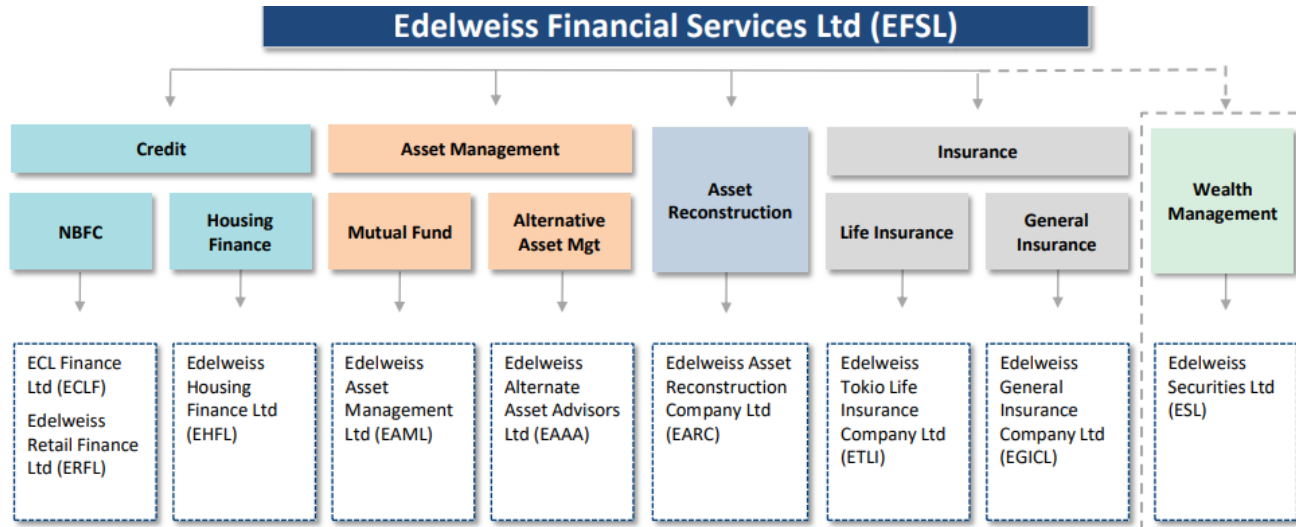 Edelweiss Financial Services Ltd (EFSL)
Credit
Asset Management
Asset
Reconstruction
Insurance
Wealth
Management
NBFC
Housing
Finance
Mutual Fund
Alternative
Asset Mgt
Life Insurance
General
Insurance
ECL Finance
Ltd (ECLF)
Edelweiss
Retail Finance
Ltd (ERFL)
Edelweiss
Housing
Finance Ltd
(EHFL)
Edelweiss
Asset
Management
Ltd (EAML)
Edelweiss
Alternate
Asset Advisors
Ltd (EAAA)
Edelweiss Asset
Reconstruction
Company Ltd
(EARC)
Edelweiss
Tokio Life
Insurance
Company Ltd
(ETLI)
Edelweiss
General
Insurance
Company Ltd
(EGICL)
Edelweiss
Securities Ltd
(ESL)